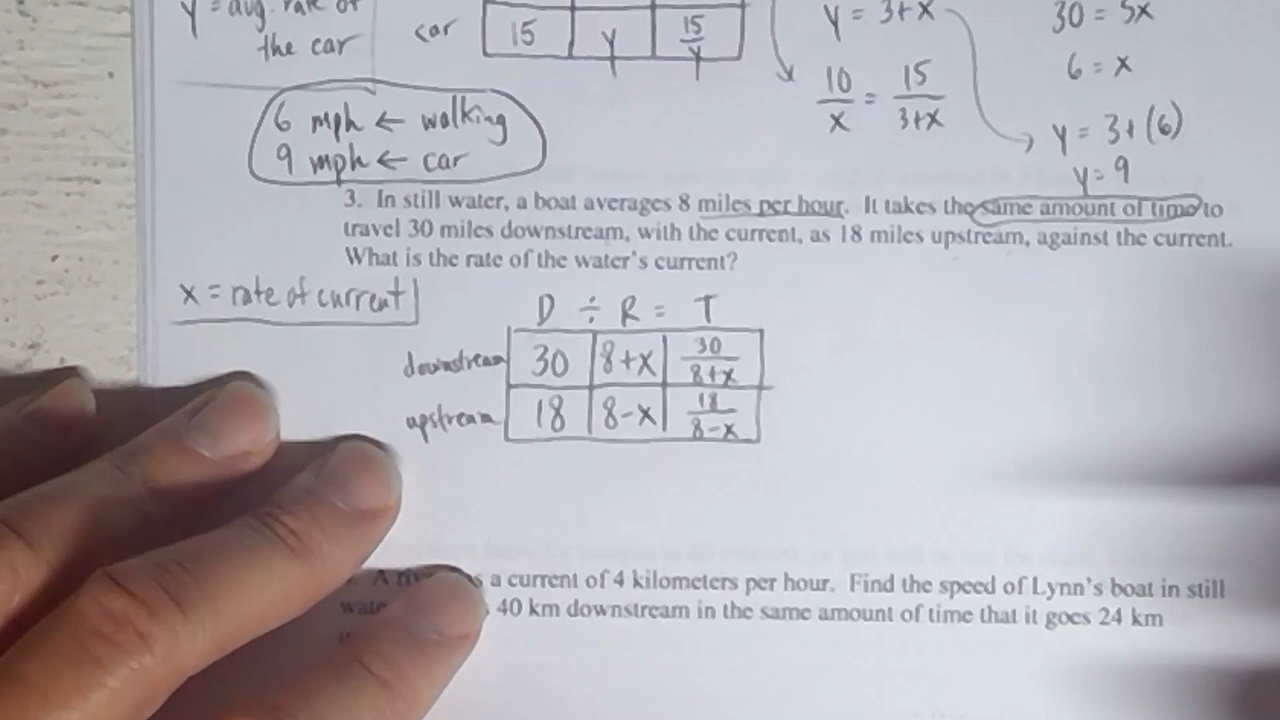 y = avg. rate of
the car
car 15 y 15/y
y = 3+x
10/x = 15/3+x
30 = 5x
6 = x
y = 3+(6)
y = 9
6 mph ← walking
9 mph ← car
3. In still water, a boat averages 8 miles per hour. It takes the same amount of time to
travel 30 miles downstream, with the current, as 18 miles upstream, against the current.
What is the rate of the water's current?
x = rate of current
D ÷ R = T
downstream 30 8+x 30/8+x
upstream 18 8-x 18/8-x
a current of 4 kilometers per hour. Find the speed of Lynn's boat in still
40 km downstream in the same amount of time that it goes 24 km